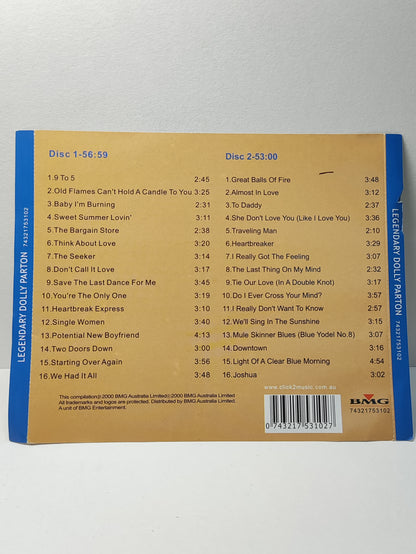 LEGENDARY DOLLY PARTON 74321753102
Disc 1-56:59
1.9 To 5 2:45
2.Old Flames Can't Hold A Candle To You 3:25
3.Baby I'm Burning 2:31
4.Sweet Summer Lovin' 3:11
5.The Bargain Store 2:41
6.Think About Love 3:24
7.The Seeker 3:01
8.Don't Call It Love 3:17
9.Save The Last Dance For Me 3:51
10.You're The Only One 3:19
11.Heartbreak Express 3:10
12.Single Women 3:40
13.Potential New Boyfriend 4:13
14.Two Doors Down 3:00
15.Starting Over Again 3:56
16.We Had It All 3:48
Disc 2-53:00
1.Great Balls Of Fire 3:48
2.Almost In Love 3:12
3.To Daddy 2:47
4.She Don't Love You (Like I Love You) 3:36
5.Traveling Man 2:40
6.Heartbreaker 3:29
7.I Really Got The Feeling 3:07
8.The Last Thing On My Mind 2:32
9.Tie Our Love (In A Double Knot) 3:17
10.Do I Ever Cross Your Mind? 4:01
11.I Really Don't Want To Know 2:53
12.We'll Sing In The Sunshine 3:15
13.Mule Skinner Blues (Blue Yodel No.8) 3:07
14.Downtown 3:16
15.Light Of A Clear Blue Morning 4:54
16.Joshua 3:02
This compilation ℗2000 BMG Australia Limited ©2000 BMG Australia Limited
All trademarks and logos are protected. Distributed by BMG Australia Limited.
A unit of BMG Entertainment.
www.click2music.com.au
0 743217 531027
BMG
74321753102
LEGENDARY DOLLY PARTON 74321753102